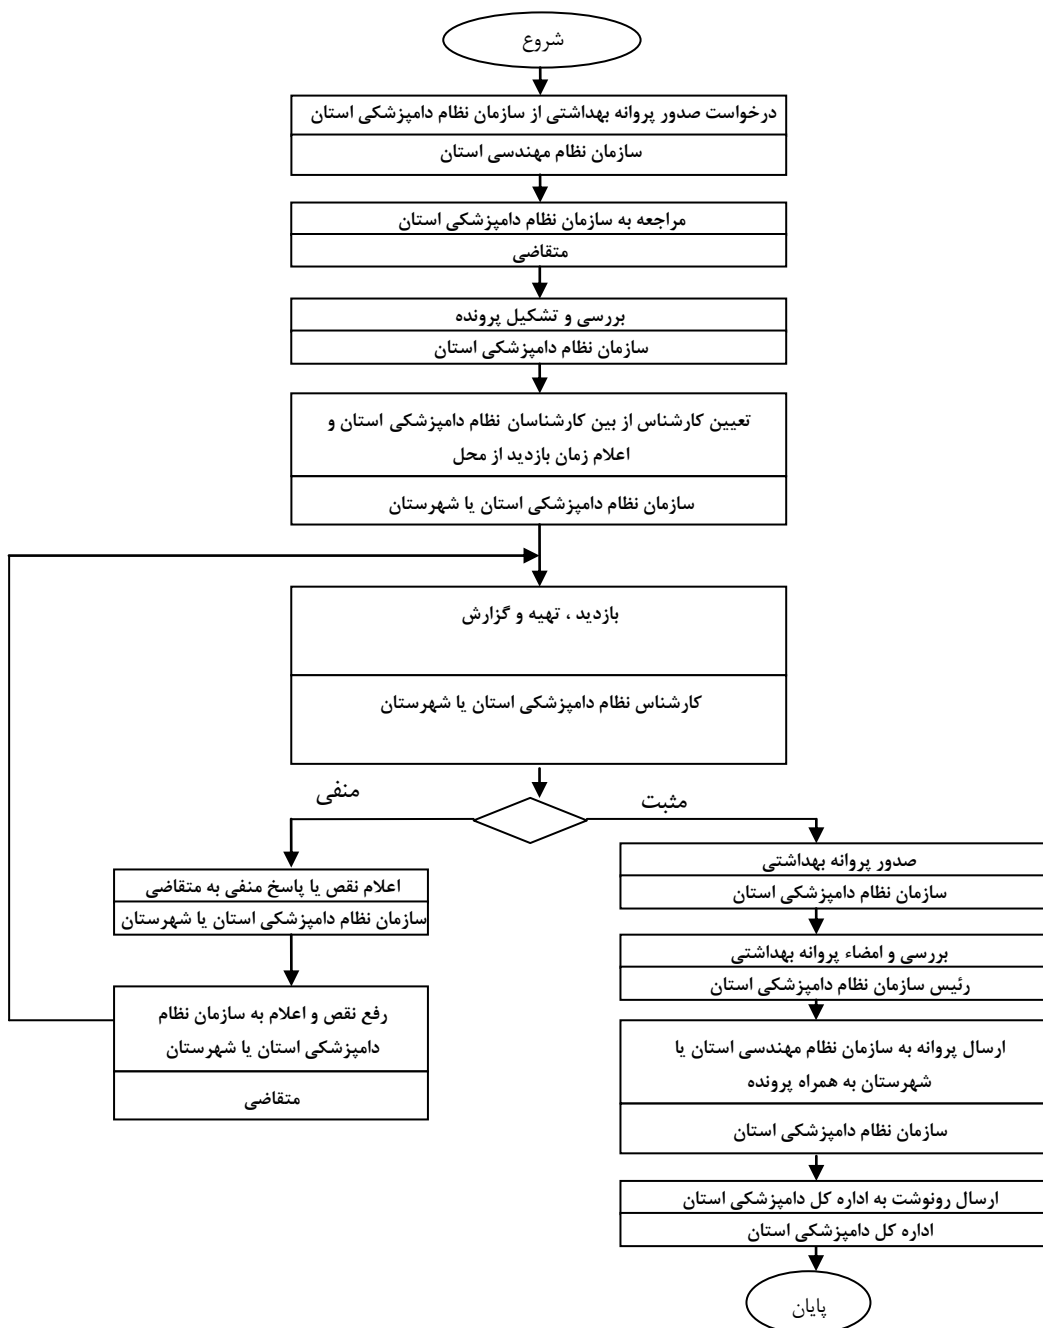 شروع
درخواست صدور پروانه بهداشتی از سازمان نظام دامپزشکی استان
سازمان نظام مهندسی استان
مراجعه به سازمان نظام دامپزشکی استان
متقاضی
بررسی و تشکیل پرونده
سازمان نظام دامپزشکی استان
تعیین کارشناس از بین کارشناسان نظام دامپزشکی استان و
اعلام زمان بازدید از محل
سازمان نظام دامپزشکی استان یا شهرستان
بازدید ، تهیه و گزارش
کارشناس نظام دامپزشکی استان یا شهرستان
مثبت
منفی
صدور پروانه بهداشتی
سازمان نظام دامپزشکی استان
بررسی و امضاء پروانه بهداشتی
رئیس سازمان نظام دامپزشکی استان
ارسال پروانه به سازمان نظام مهندسی استان یا
شهرستان به همراه پرونده
سازمان نظام دامپزشکی استان
ارسال رونوشت به اداره کل دامپزشکی استان
اداره کل دامپزشکی استان
پایان
اعلام نقص یا پاسخ منفی به متقاضی
سازمان نظام دامپزشکی استان یا شهرستان
رفع نقص و اعلام به سازمان نظام
دامپزشکی استان یا شهرستان
متقاضی